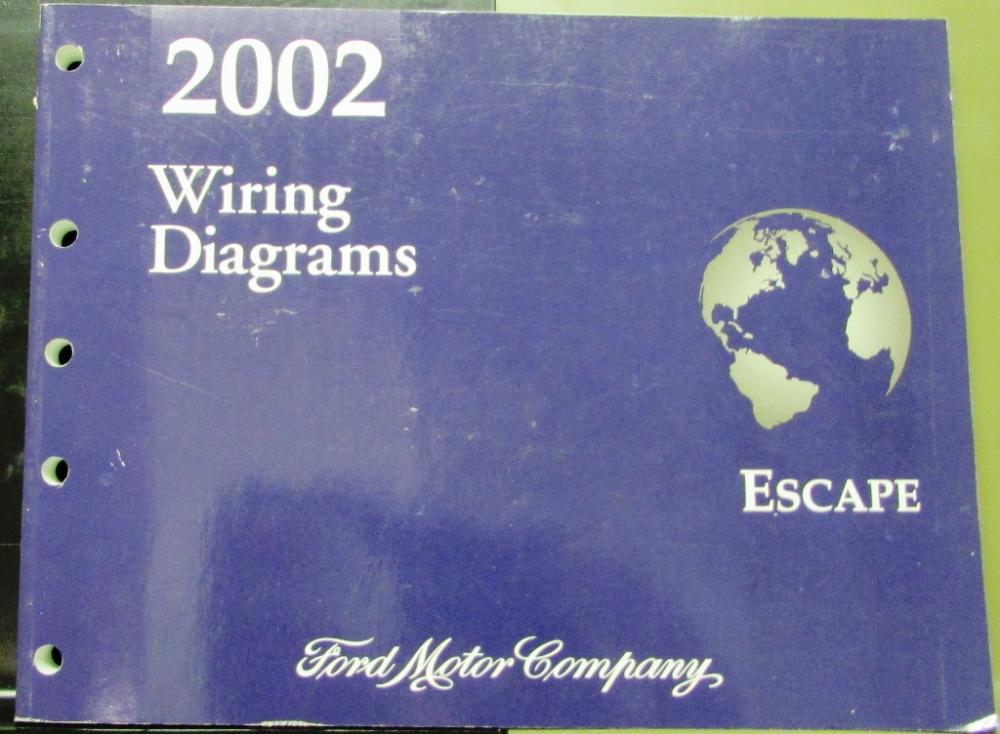 2002
Wiring
Diagrams
ESCAPE
Ford Motor Company